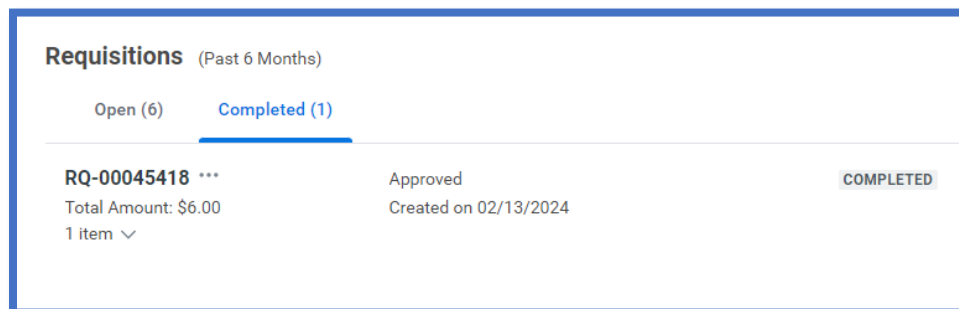 Requisitions (Past 6 Months)
Open (6) Completed (1)
RQ-00045418 ··· Approved COMPLETED
Total Amount: $6.00 Created on 02/13/2024
1 item